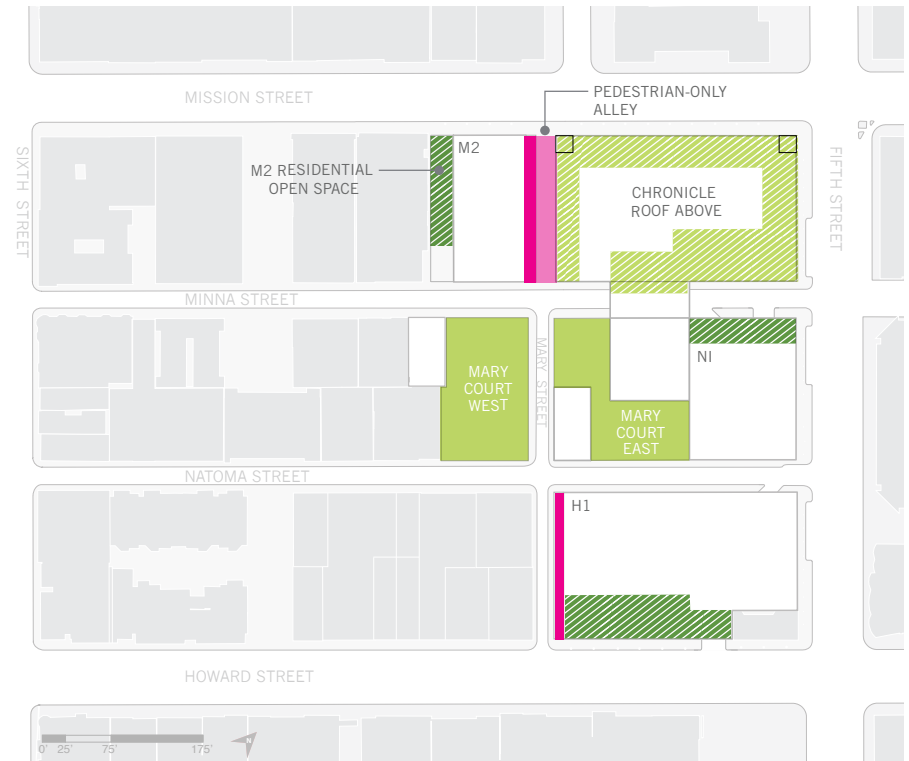 MISSION STREET
PEDESTRIAN-ONLY
ALLEY
SIXTH STREET
M2 RESIDENTIAL
OPEN SPACE
M2
CHRONICLE
ROOF ABOVE
FIFTH STREET
MINNA STREET
MARY
COURT
WEST
MARY STREET
N1
MARY
COURT
EAST
NATOMA STREET
H1
HOWARD STREET
0' 25' 75' 175'
N